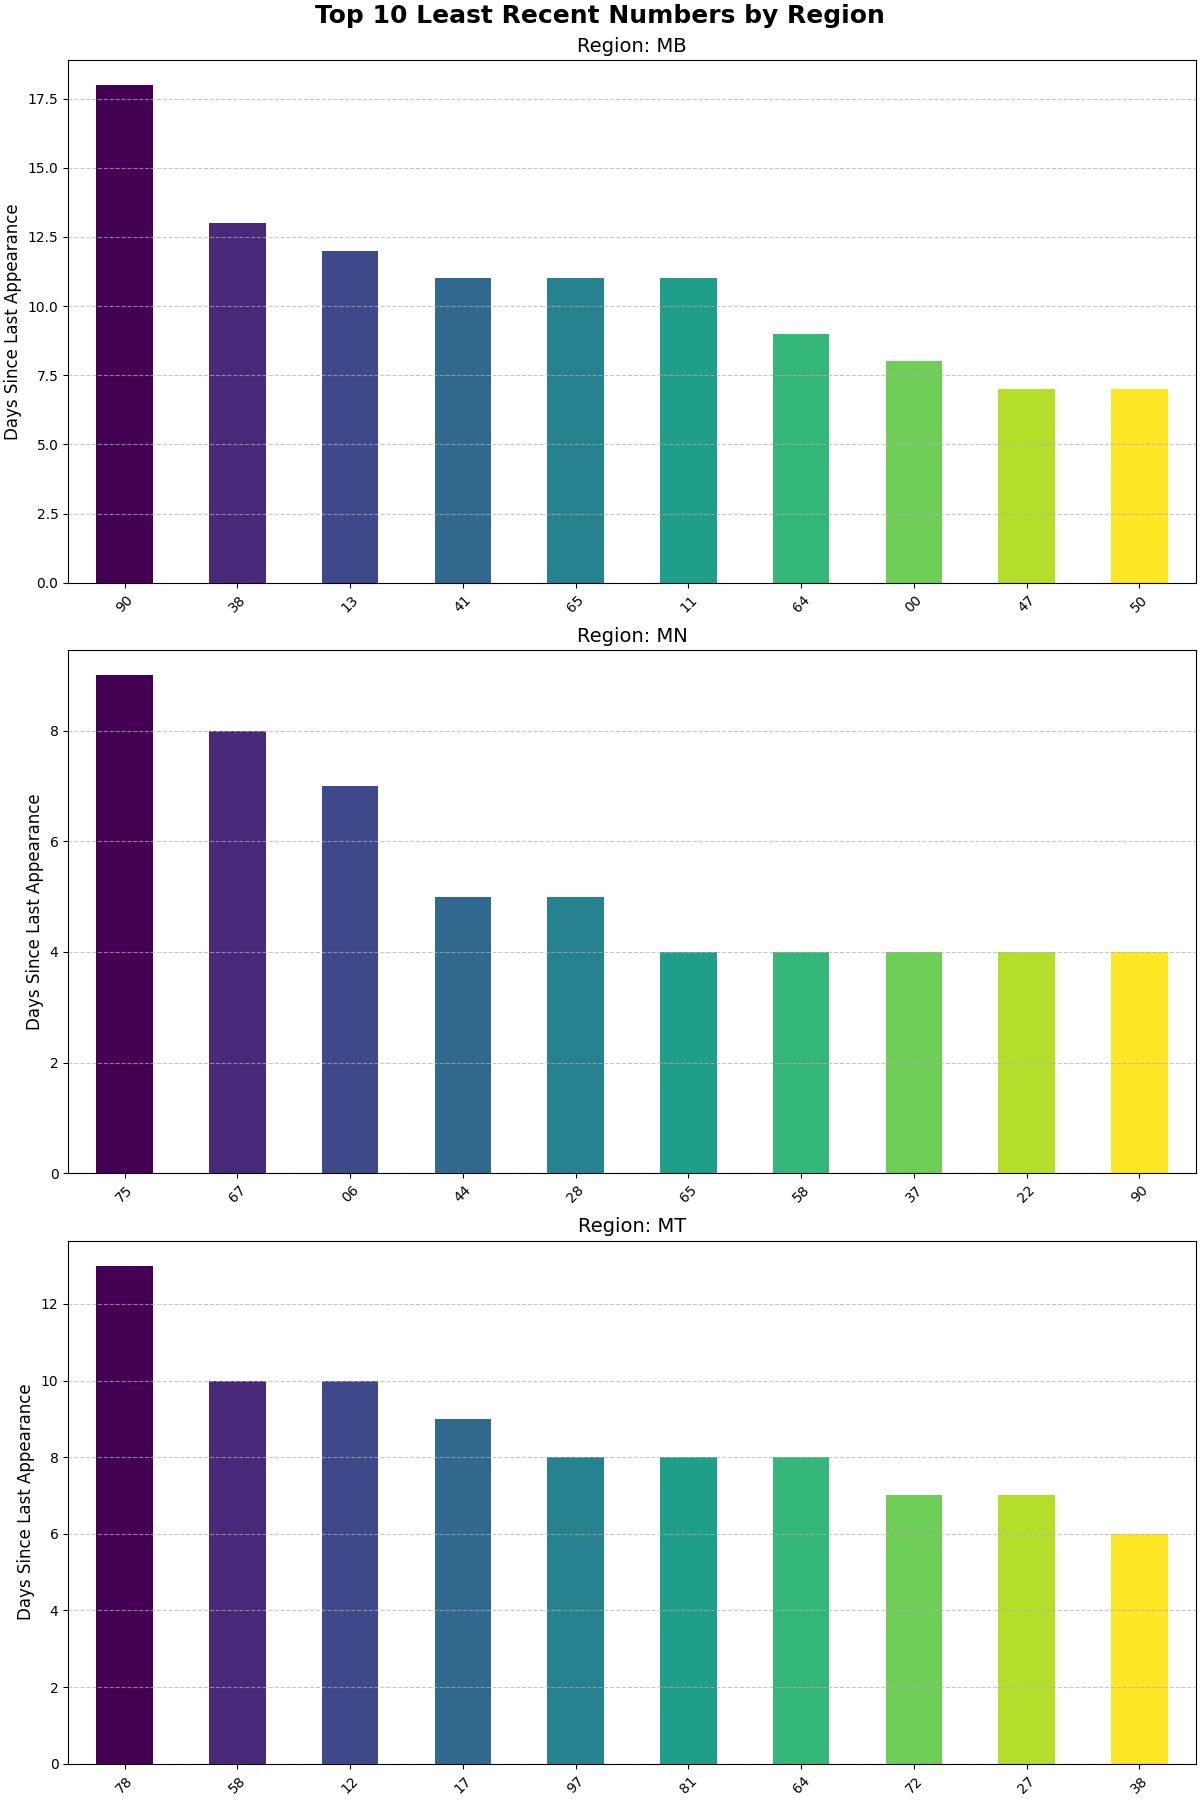 Top 10 Least Recent Numbers by Region
Region: MB
Days Since Last Appearance
17.5
15.0
12.5
10.0
7.5
5.0
2.5
0.0
90 38 13 41 65 11 64 00 47 50
Region: MN
Days Since Last Appearance
8
6
4
2
0
75 67 06 44 28 65 58 37 22 90
Region: MT
Days Since Last Appearance
12
10
8
6
4
2
0
78 58 12 17 97 81 64 72 27 38